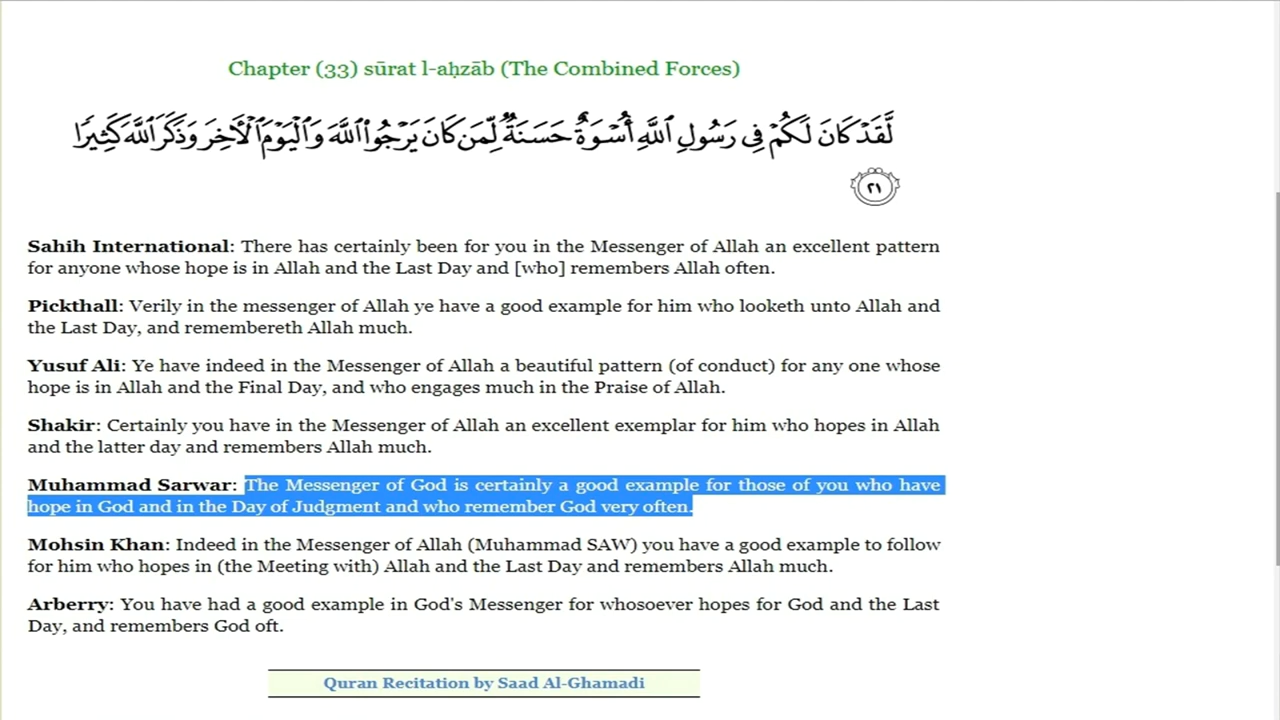 Chapter (33) sūrat l-aḥzāb (The Combined Forces)
لَّقَدْ كَانَ لَكُمْ فِى رَسُولِ ٱللَّهِ أُسْوَةٌ حَسَنَةٌ لِّمَن كَانَ يَرْجُوا۟ ٱللَّهَ وَٱلْيَوْمَ ٱلْـَٔاخِرَ وَذَكَرَ ٱللَّهَ كَثِيرًا
٢١
Sahih International: There has certainly been for you in the Messenger of Allah an excellent pattern
for anyone whose hope is in Allah and the Last Day and [who] remembers Allah often.
Pickthall: Verily in the messenger of Allah ye have a good example for him who looketh unto Allah and
the Last Day, and remembereth Allah much.
Yusuf Ali: Ye have indeed in the Messenger of Allah a beautiful pattern (of conduct) for any one whose
hope is in Allah and the Final Day, and who engages much in the Praise of Allah.
Shakir: Certainly you have in the Messenger of Allah an excellent exemplar for him who hopes in Allah
and the latter day and remembers Allah much.
Muhammad Sarwar: The Messenger of God is certainly a good example for those of you who have
hope in God and in the Day of Judgment and who remember God very often.
Mohsin Khan: Indeed in the Messenger of Allah (Muhammad SAW) you have a good example to follow
for him who hopes in (the Meeting with) Allah and the Last Day and remembers Allah much.
Arberry: You have had a good example in God's Messenger for whosoever hopes for God and the Last
Day, and remembers God oft.
Quran Recitation by Saad Al-Ghamadi